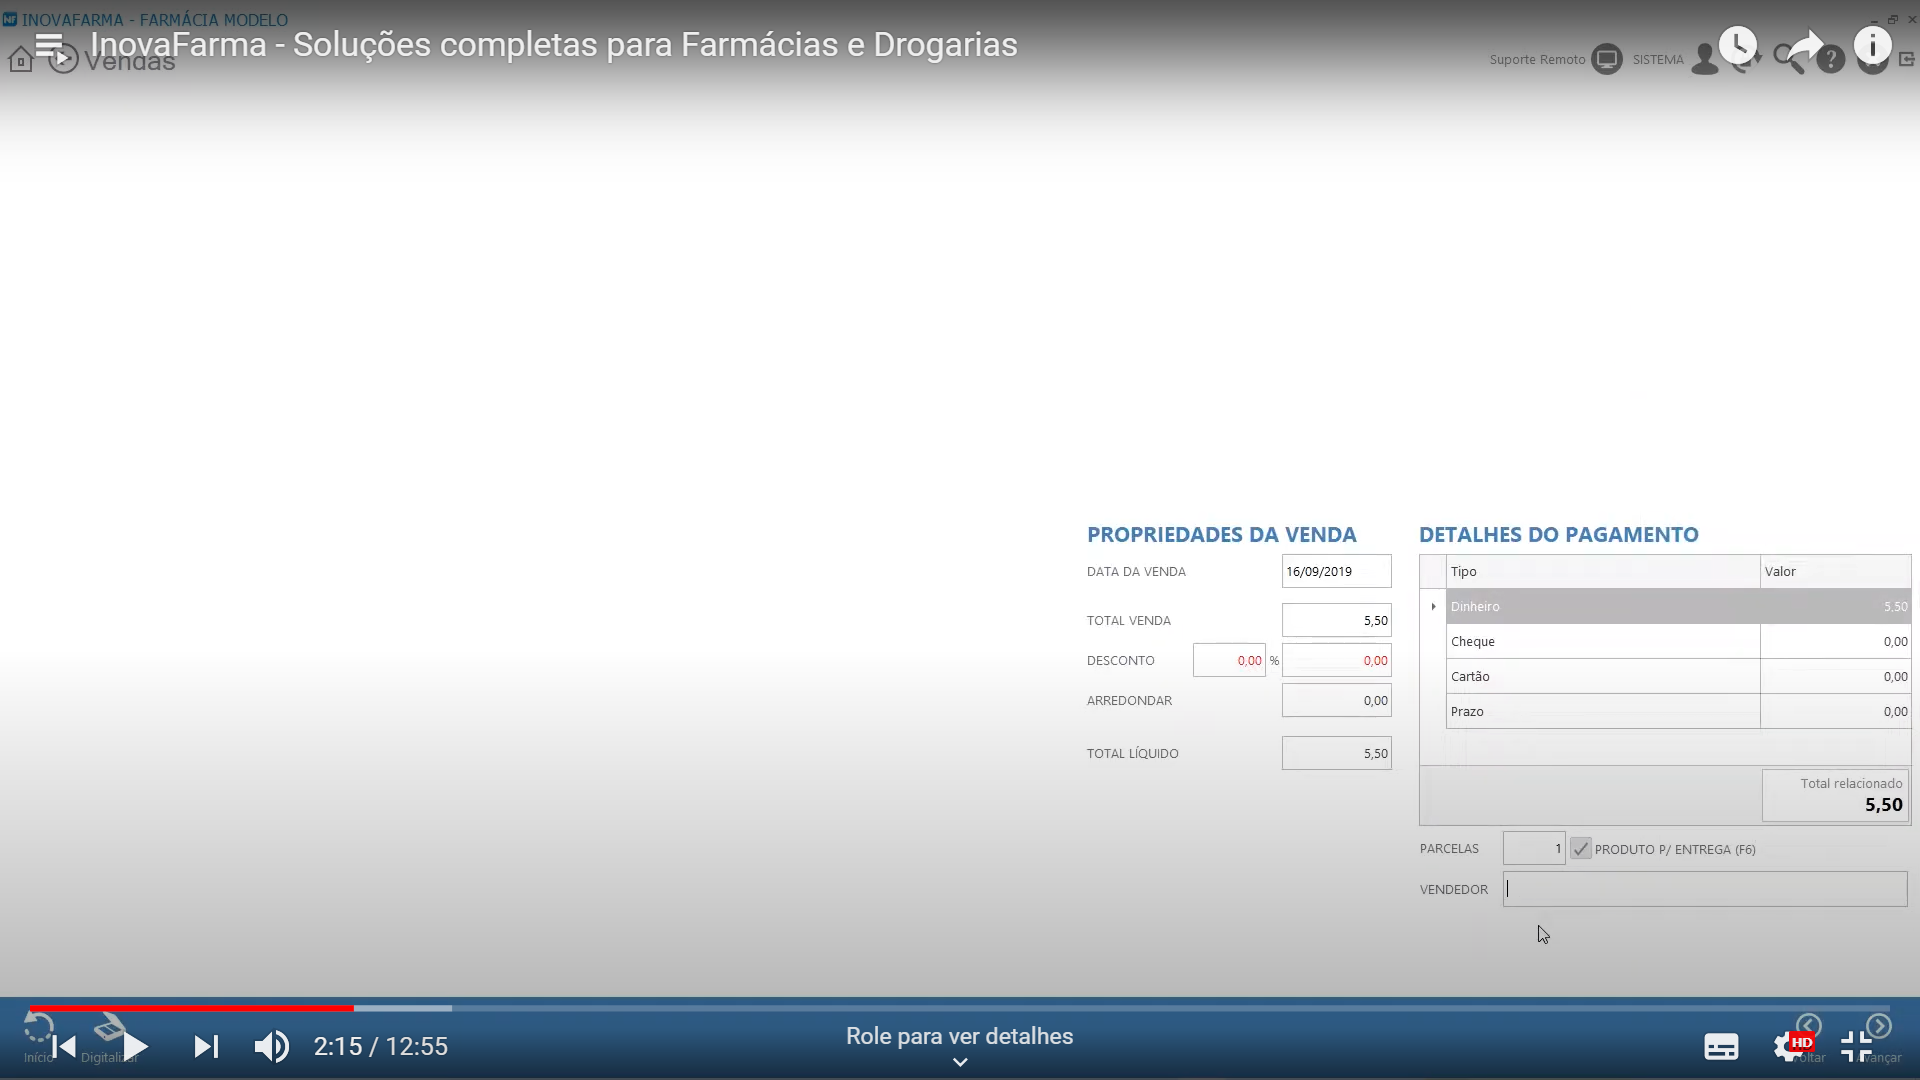 INOVAFARMA - FARMÁCIA MODELO
InovaFarma - Soluções completas para Farmácias e Drogarias
Vendas
Suporte Remoto
SISTEMA
PROPRIEDADES DA VENDA
DATA DA VENDA 16/09/2019
TOTAL VENDA 5,50
DESCONTO 0,00 % 0,00
ARREDONDAR 0,00
TOTAL LÍQUIDO 5,50
DETALHES DO PAGAMENTO
Tipo Valor
Dinheiro 5,50
Cheque 0,00
Cartão 0,00
Prazo 0,00
Total relacionado
5,50
PARCELAS 1 PRODUTO P/ ENTREGA (F6)
VENDEDOR
2:15 / 12:55
Role para ver detalhes
HD
Início
Digitalizar
Voltar
Avançar